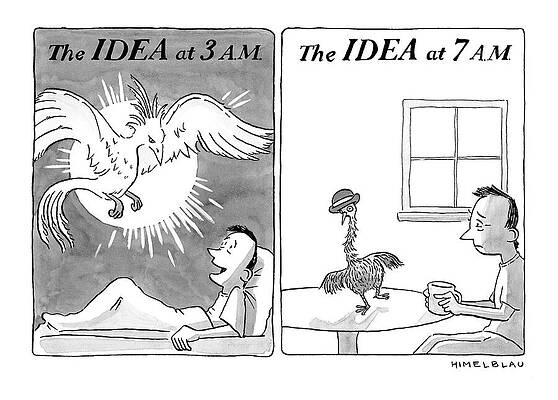 The IDEA at 3 A.M.
The IDEA at 7 A.M.
HIMELBLAU